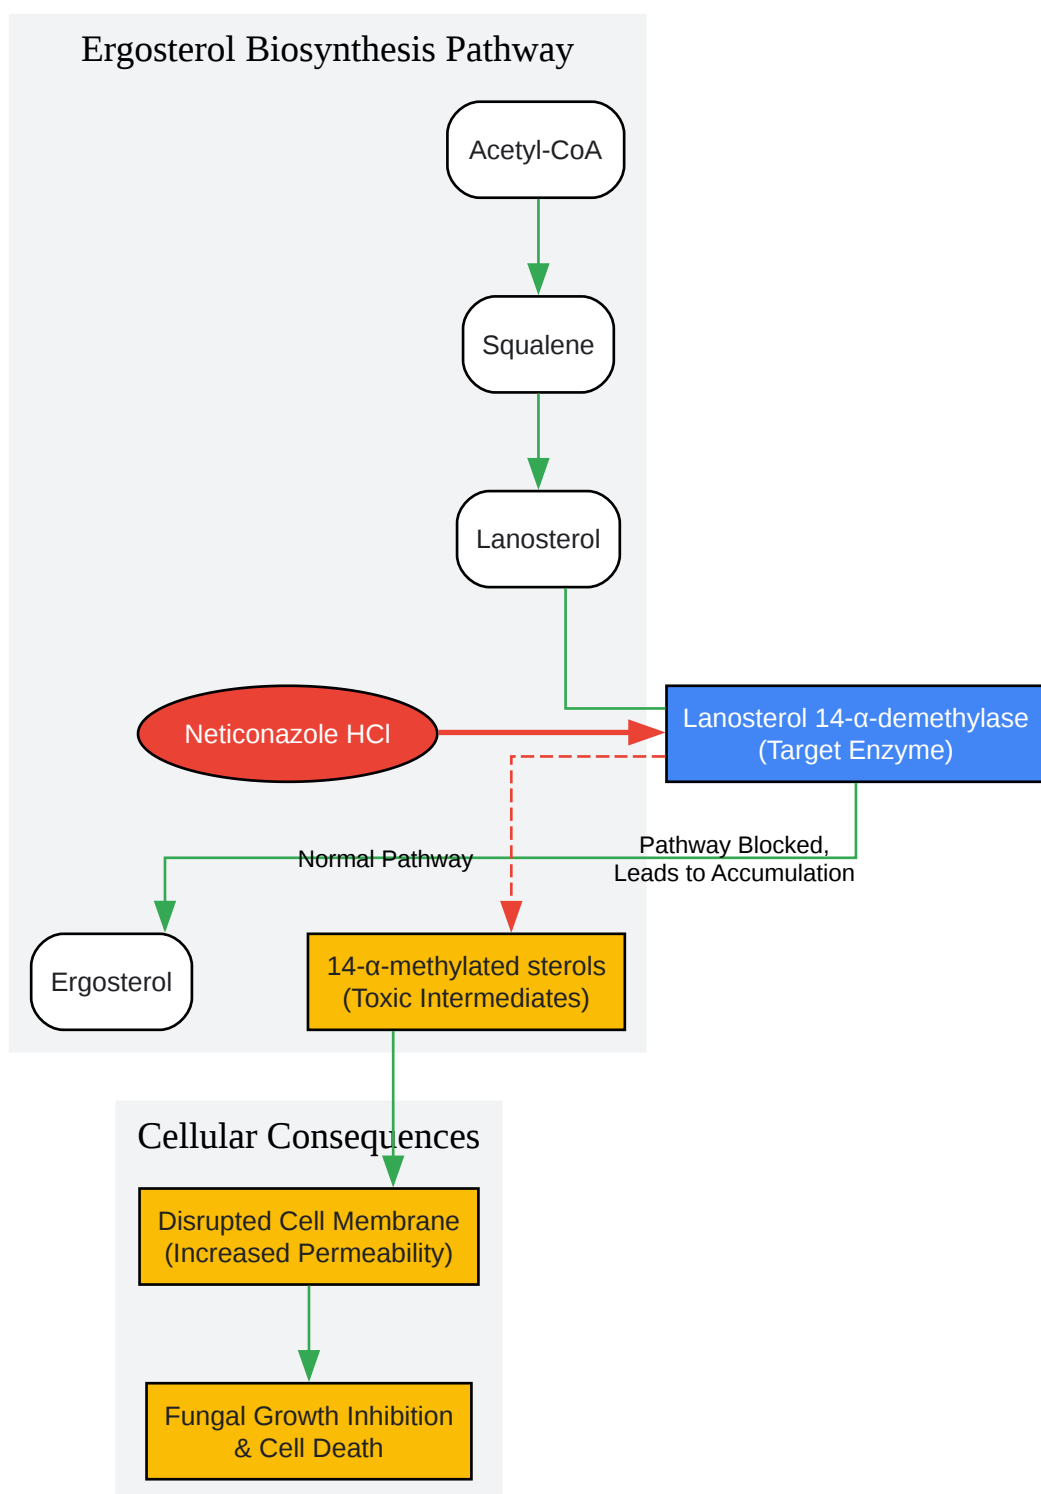 Ergosterol Biosynthesis Pathway
Acetyl-CoA
Squalene
Lanosterol
Neticonazole HCl
Lanosterol 14-α-demethylase
(Target Enzyme)
Normal Pathway
Pathway Blocked,
Leads to Accumulation
Ergosterol
14-α-methylated sterols
(Toxic Intermediates)
Cellular Consequences
Disrupted Cell Membrane
(Increased Permeability)
Fungal Growth Inhibition
& Cell Death